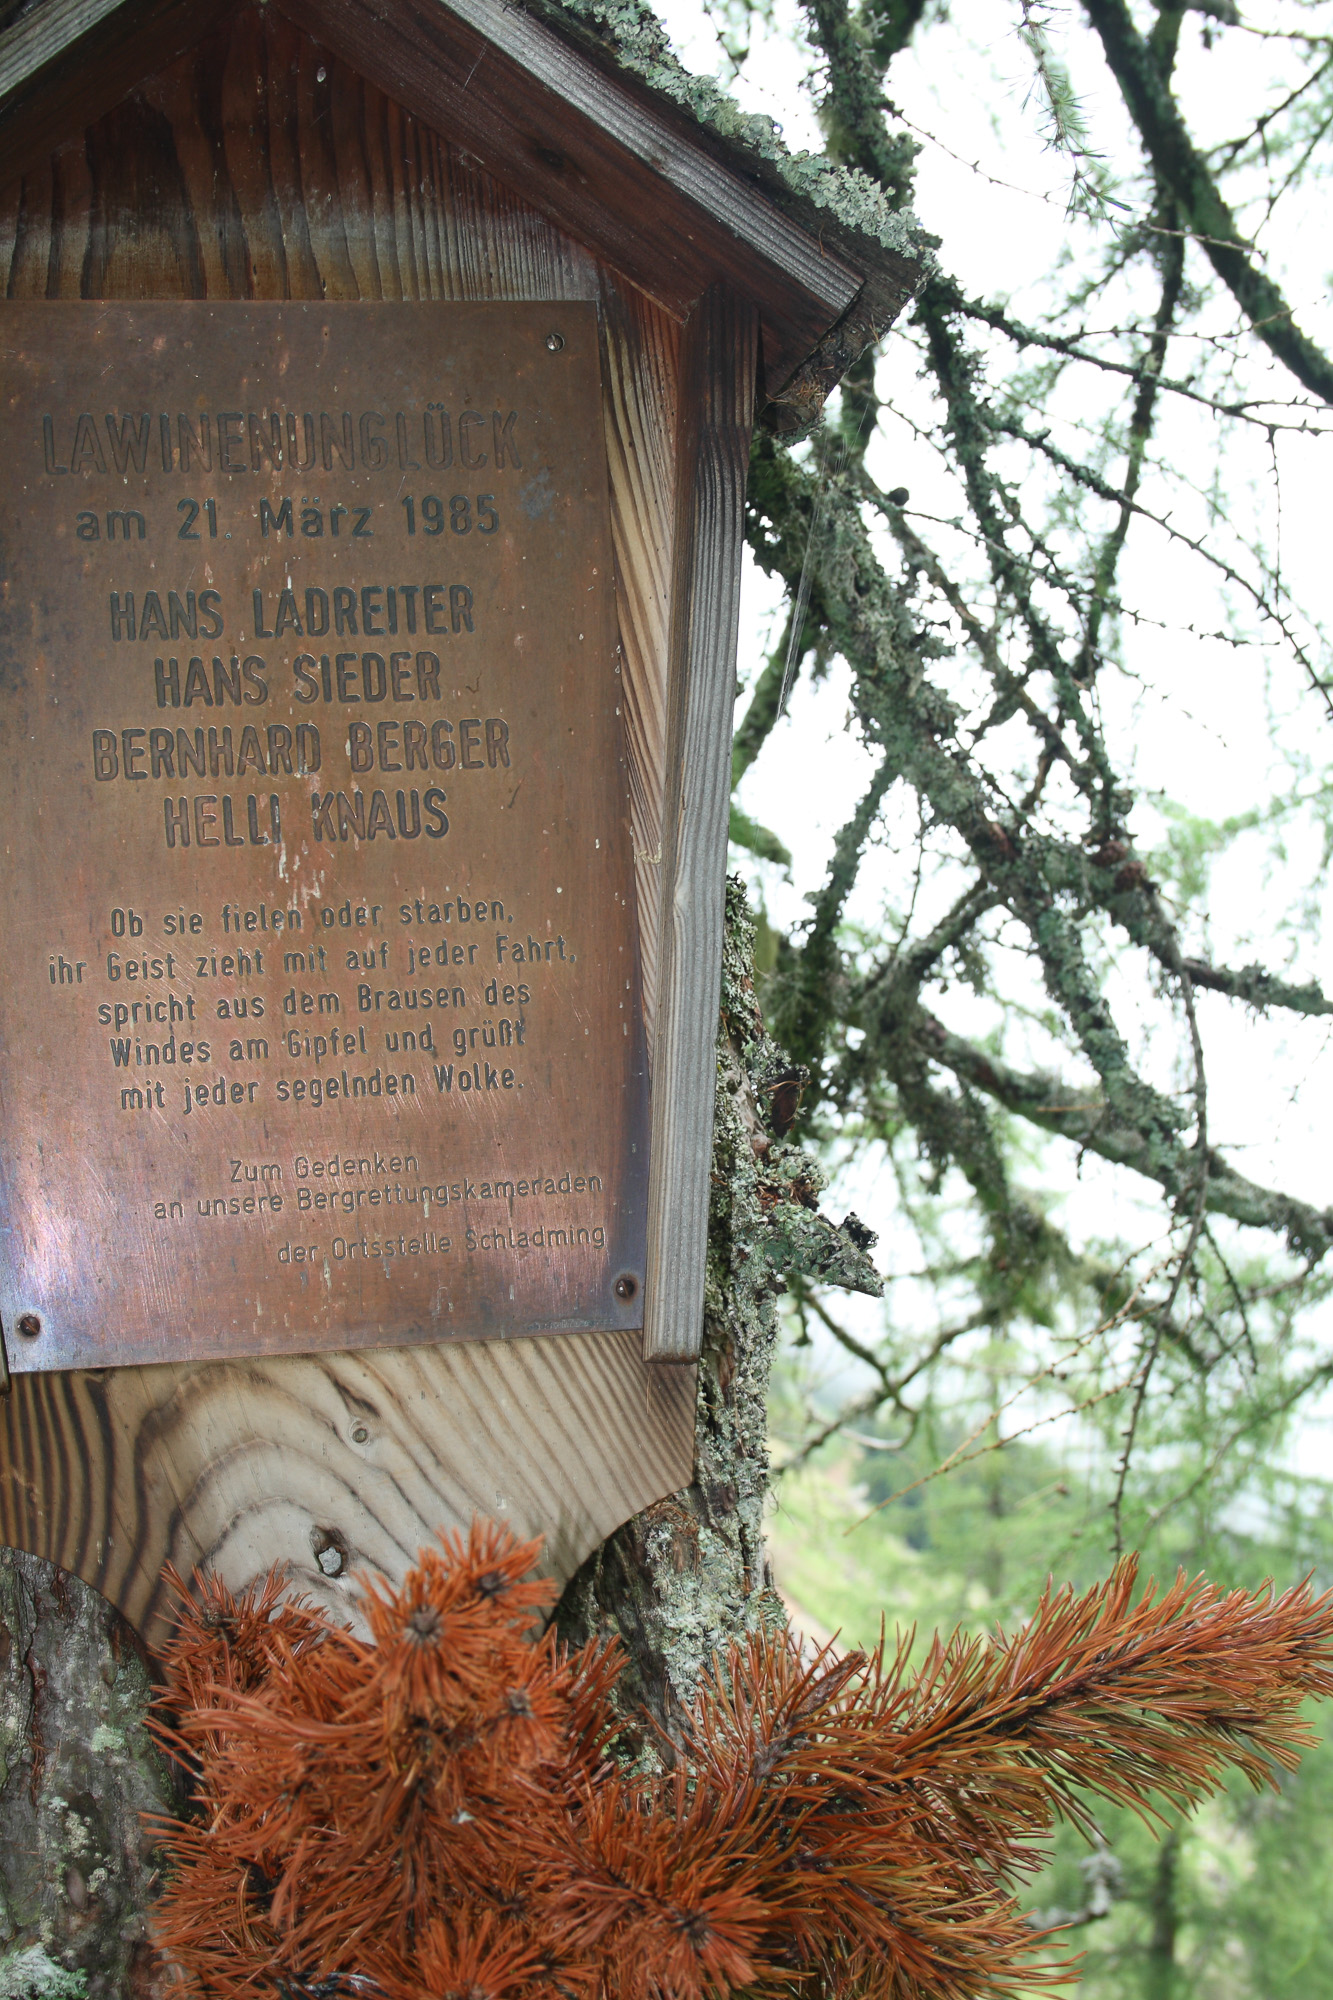 LAWINENUNGLÜCK
am 21. März 1985
HANS LADREITER
HANS SIEDER
BERNHARD BERGER
HELLI KNAUS
Ob sie fielen oder starben,
ihr Geist zieht mit auf jeder Fahrt,
spricht aus dem Brausen des
Windes am Gipfel und grüßt
mit jeder segelnden Wolke.
Zum Gedenken
an unsere Bergrettungskameraden
der Ortsstelle Schladming